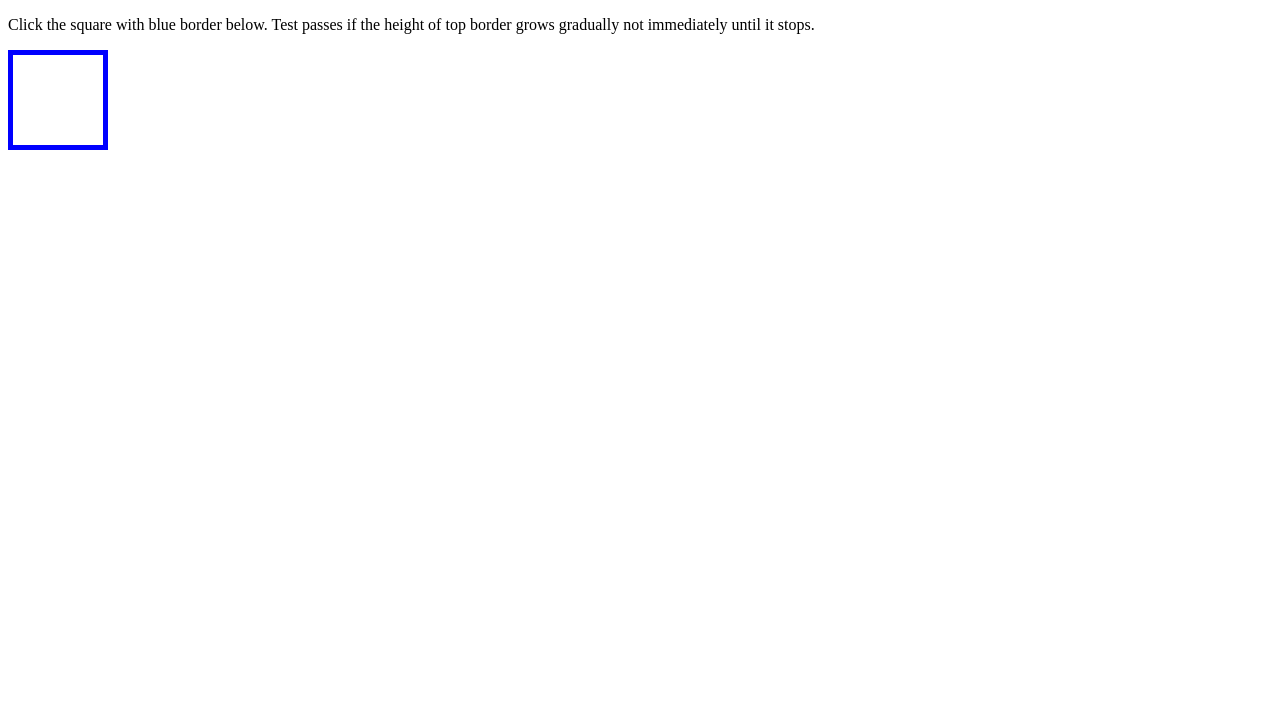 Click the square with blue border below. Test passes if the height of top border grows gradually not immediately until it stops.